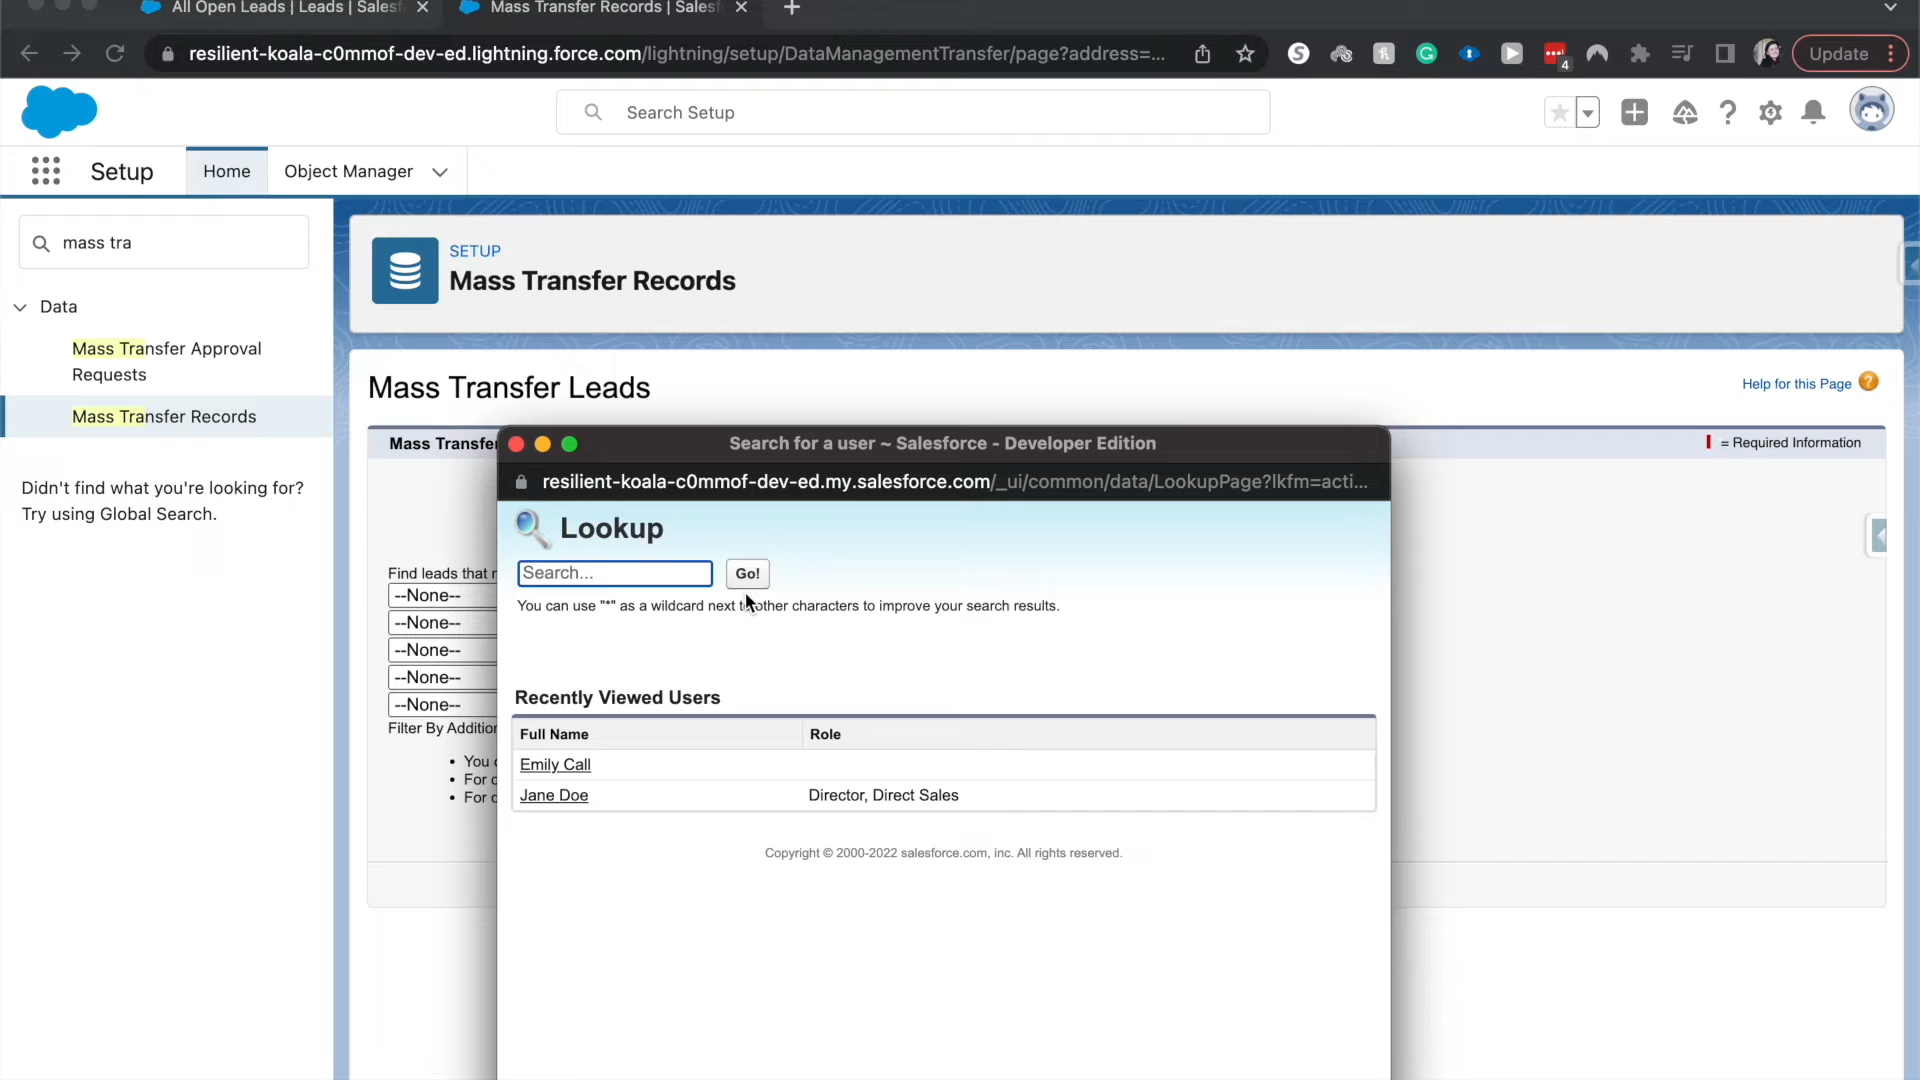 All Open Leads | Leads | Salesf
Mass Transfer Records | Salesf
resilient-koala-c0mmof-dev-ed.lightning.force.com/lightning/setup/DataManagementTransfer/page?address=...
4
Update
Search Setup
Setup
Home
Object Manager
mass tra
Data
Mass Transfer Approval
Requests
Mass Transfer Records
Didn't find what you're looking for?
Try using Global Search.
SETUP
Mass Transfer Records
Mass Transfer Leads
Help for this Page
Mass Transfer
= Required Information
Search for a user ~ Salesforce - Developer Edition
resilient-koala-c0mmof-dev-ed.my.salesforce.com/_ui/common/data/LookupPage?lkfm=acti...
Lookup
Search...
Go!
You can use "*" as a wildcard next to other characters to improve your search results.
Find leads that
--None--
--None--
--None--
--None--
--None--
Filter By Addition
• You
• For
• For
Recently Viewed Users
Full Name
Role
Emily Call
Jane Doe
Director, Direct Sales
Copyright © 2000-2022 salesforce.com, inc. All rights reserved.